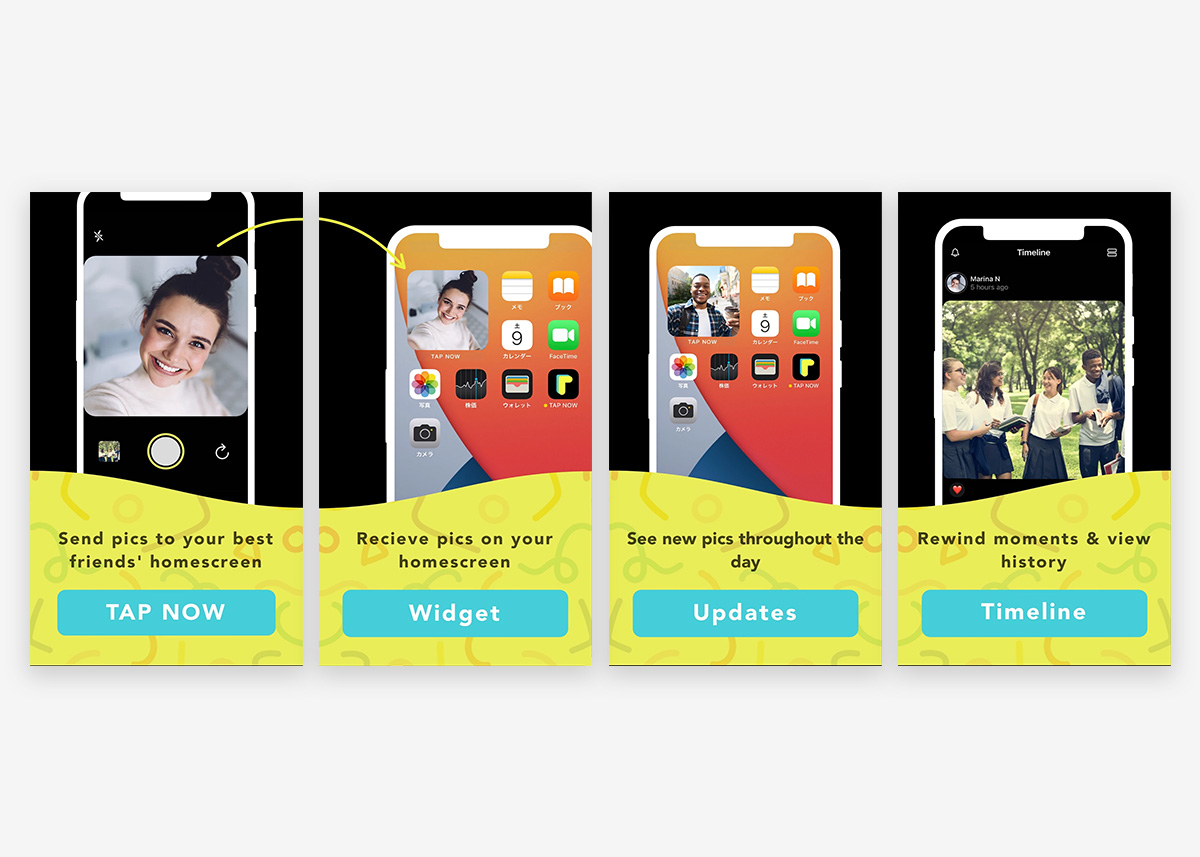 Send pics to your best
friends' homescreen
TAP NOW
メモ
ブック
土
9
カレンダー
FaceTime
TAP NOW
写真
株価
ウォレット
TAP NOW
カメラ
Recieve pics on your
homescreen
Widget
メモ
ブック
土
9
カレンダー
FaceTime
TAP NOW
写真
株価
ウォレット
TAP NOW
カメラ
See new pics throughout the
day
Updates
Timeline
Marina N
5 hours ago
Rewind moments & view
history
Timeline